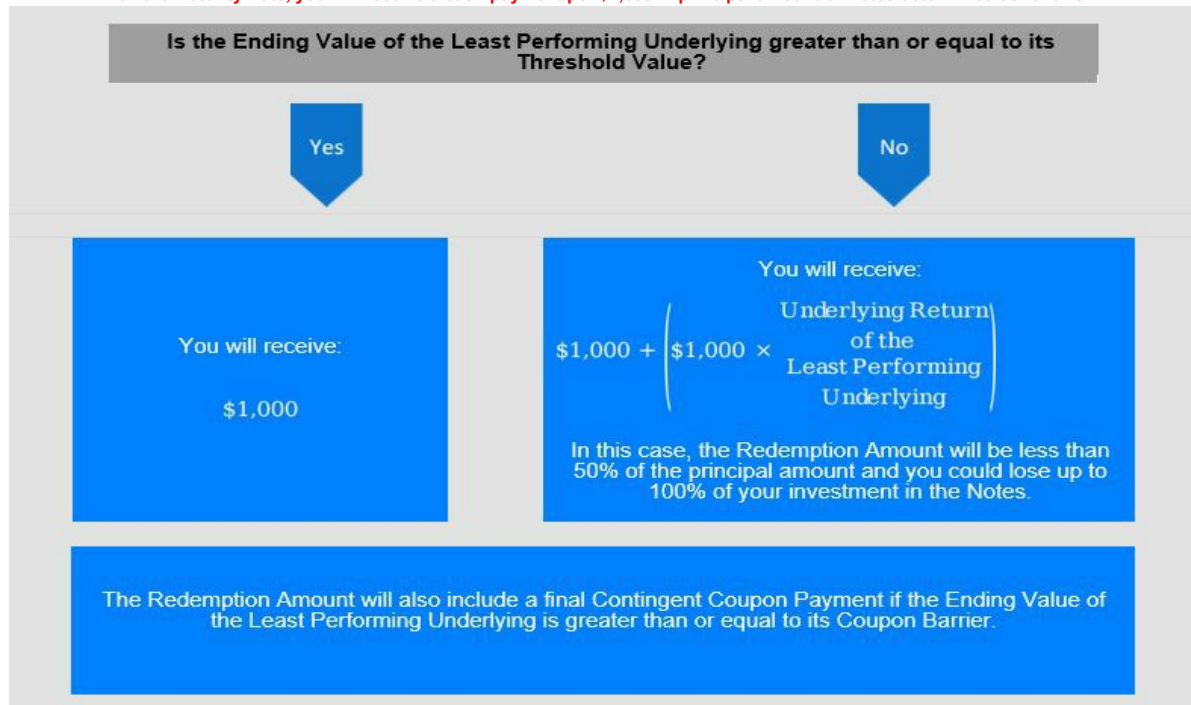 Is the Ending Value of the Least Performing Underlying greater than or equal to its
Threshold Value?
Yes
No
You will receive:
$1,000
You will receive:
$1,000 + ($1,000 × Underlying Return
of the
Least Performing
Underlying)
In this case, the Redemption Amount will be less than
50% of the principal amount and you could lose up to
100% of your investment in the Notes.
The Redemption Amount will also include a final Contingent Coupon Payment if the Ending Value of
the Least Performing Underlying is greater than or equal to its Coupon Barrier.